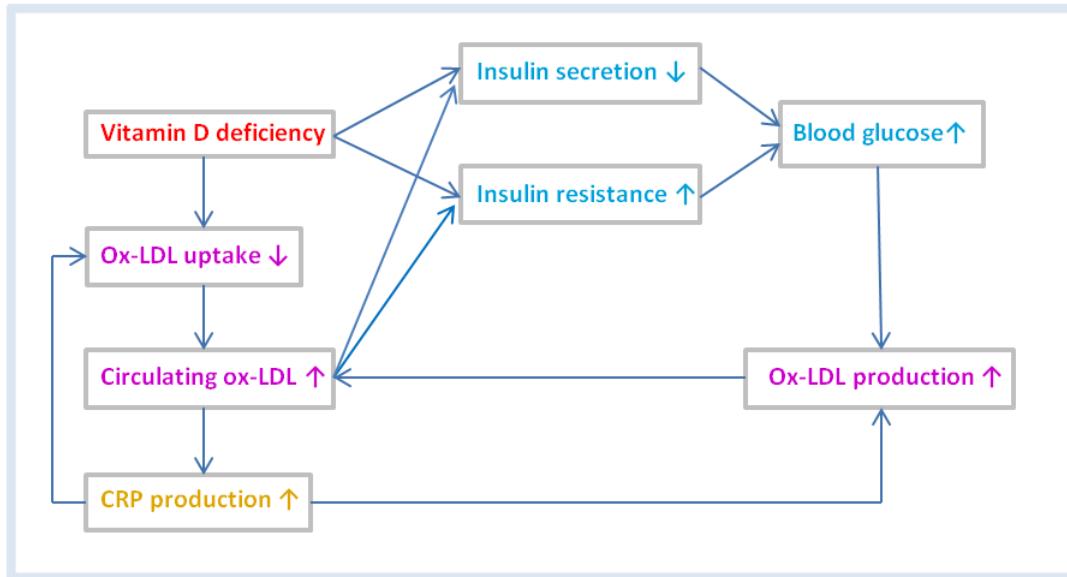 Insulin secretion ↓
Vitamin D deficiency
Blood glucose↑
Insulin resistance ↑
Ox-LDL uptake ↓
Circulating ox-LDL ↑
Ox-LDL production ↑
CRP production ↑